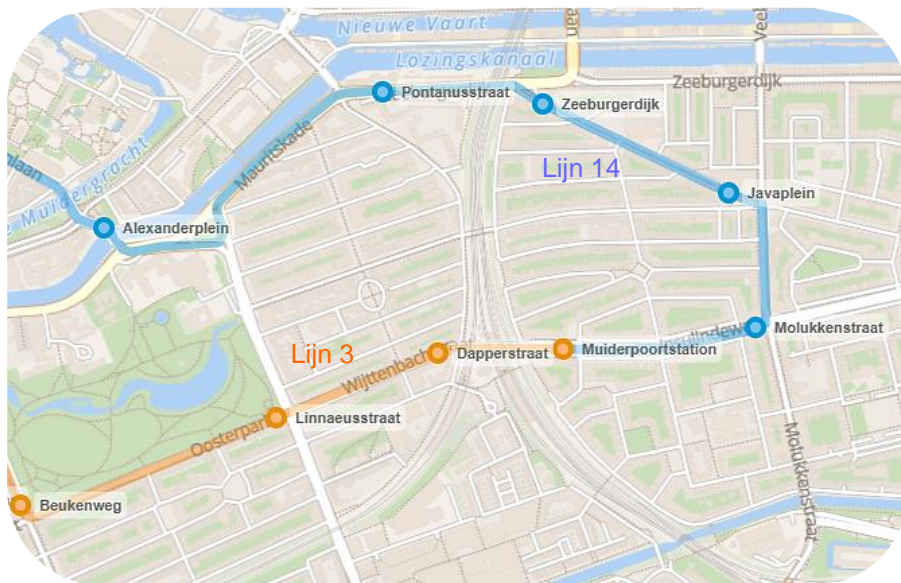 Nieuwe Vaart
Lozingskanaal
Zeeburgerdijk
Pontanusstraat
Zeeburgerdijk
Mauritskade
Lijn 14
Muidergracht
Javaplein
Alexanderplein
Molukkenstraat
Muiderpoortstation
Dapperstraat
Lijn 3
Wijttenbach
Linnaeusstraat
Oosterpark
Beukenweg
Molukkenstraat